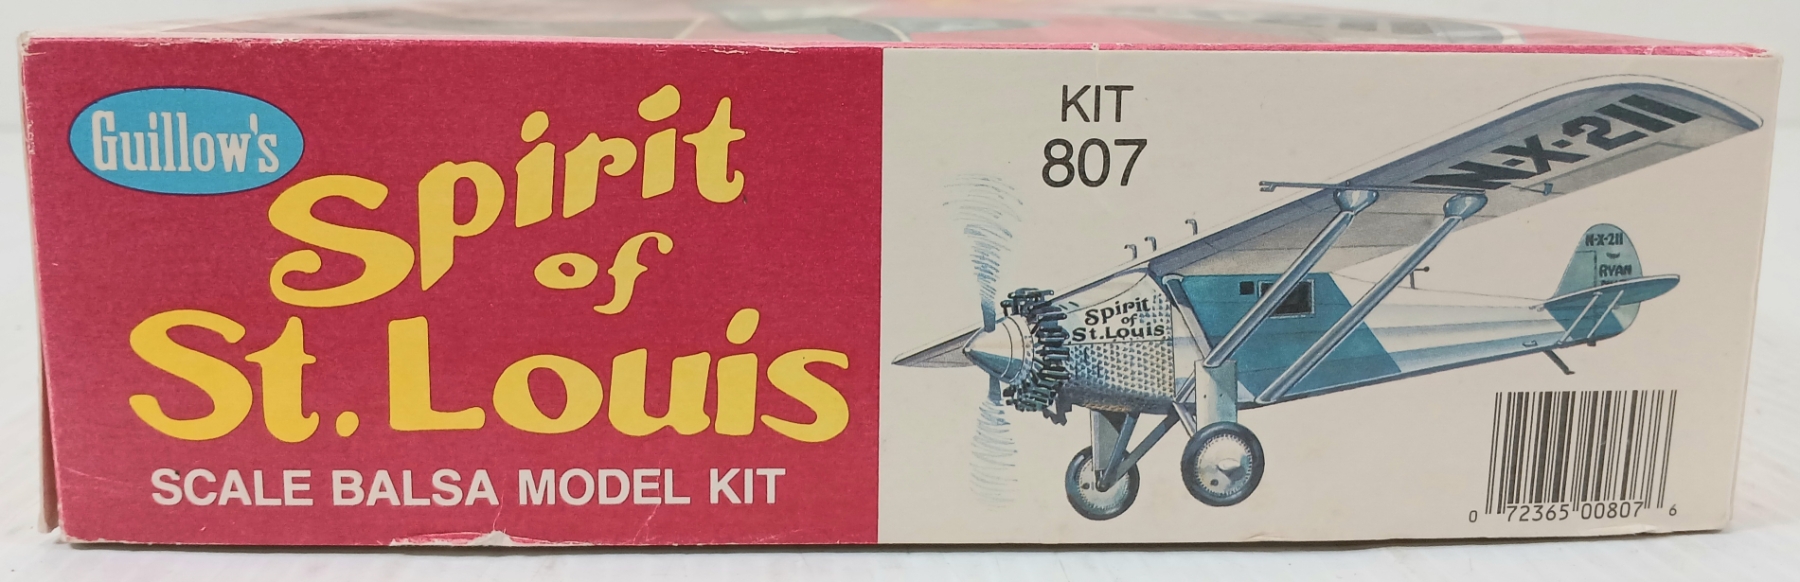 Guillow's
Spirit
of
St. Louis
SCALE BALSA MODEL KIT
KIT
807
N-X-211
N-X-211
RYAN
Spirit
of
St. Louis
0 72365 00807 6